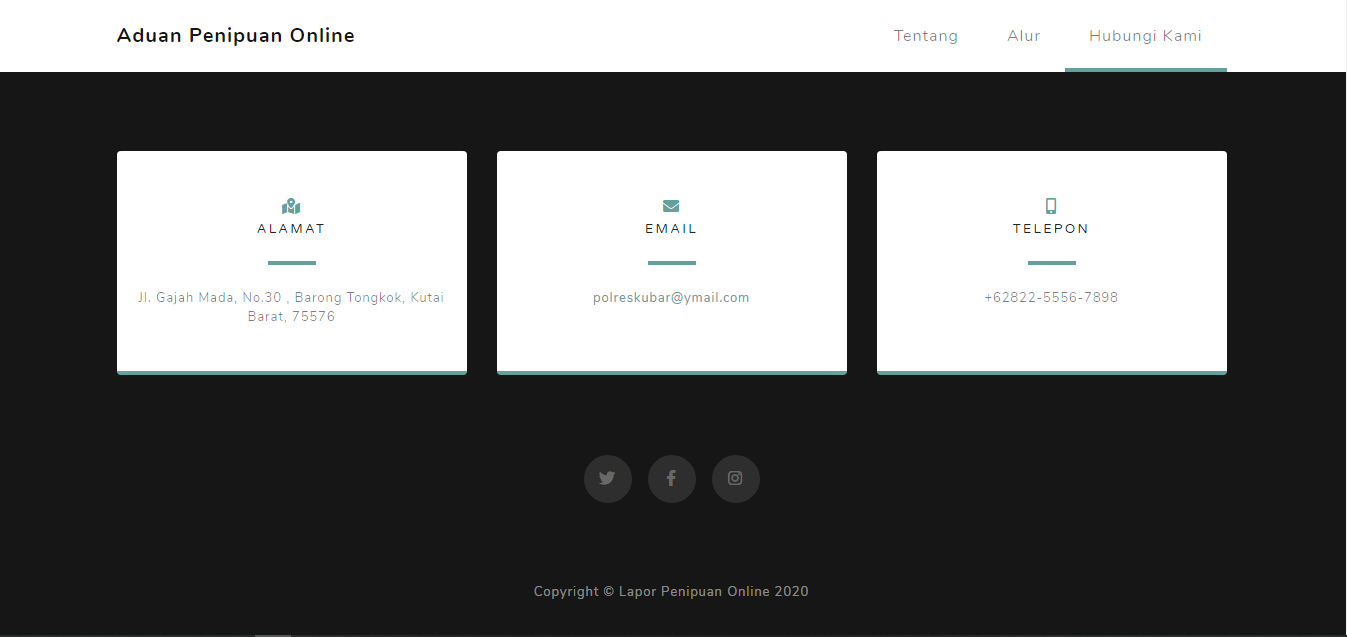 Aduan Penipuan Online
Tentang
Alur
Hubungi Kami
ALAMAT
Jl. Gajah Mada, No.30 , Barong Tongkok, Kutai
Barat, 75576
EMAIL
polreskubar@ymail.com
TELEPON
+62822-5556-7898
Copyright © Lapor Penipuan Online 2020